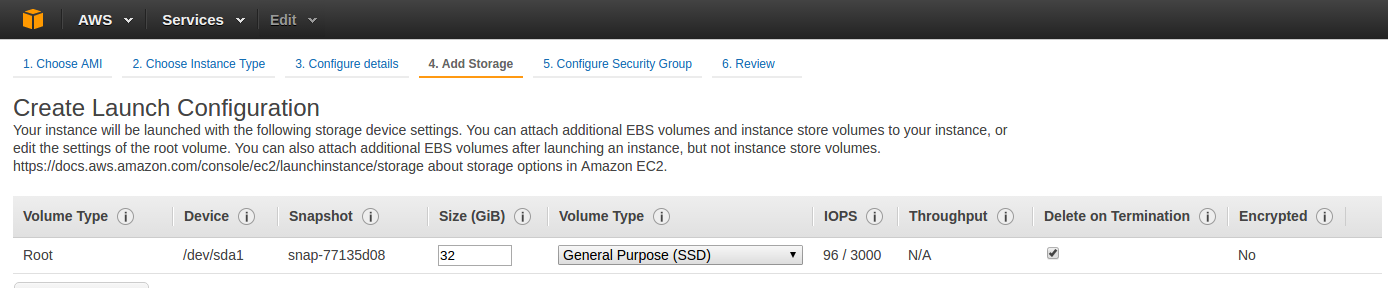 AWS Services Edit
1. Choose AMI 2. Choose Instance Type 3. Configure details 4. Add Storage 5. Configure Security Group 6. Review
Create Launch Configuration
Your instance will be launched with the following storage device settings. You can attach additional EBS volumes and instance store volumes to your instance, or
edit the settings of the root volume. You can also attach additional EBS volumes after launching an instance, but not instance store volumes.
https://docs.aws.amazon.com/console/ec2/launchinstance/storage about storage options in Amazon EC2.
Volume Type i Device i Snapshot i Size (GiB) i Volume Type i IOPS i Throughput i Delete on Termination i Encrypted i
Root /dev/sda1 snap-77135d08 32 General Purpose (SSD) 96 / 3000 N/A No